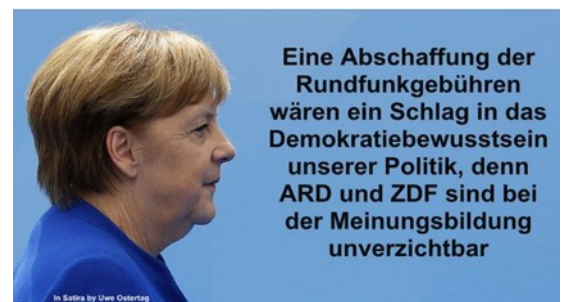 Eine Abschaffung der
Rundfunkgebühren
wären ein Schlag in das
Demokratiebewusstsein
unserer Politik, denn
ARD und ZDF sind bei
der Meinungsbildung
unverzichtbar
In Satira by Uwe Ostertag